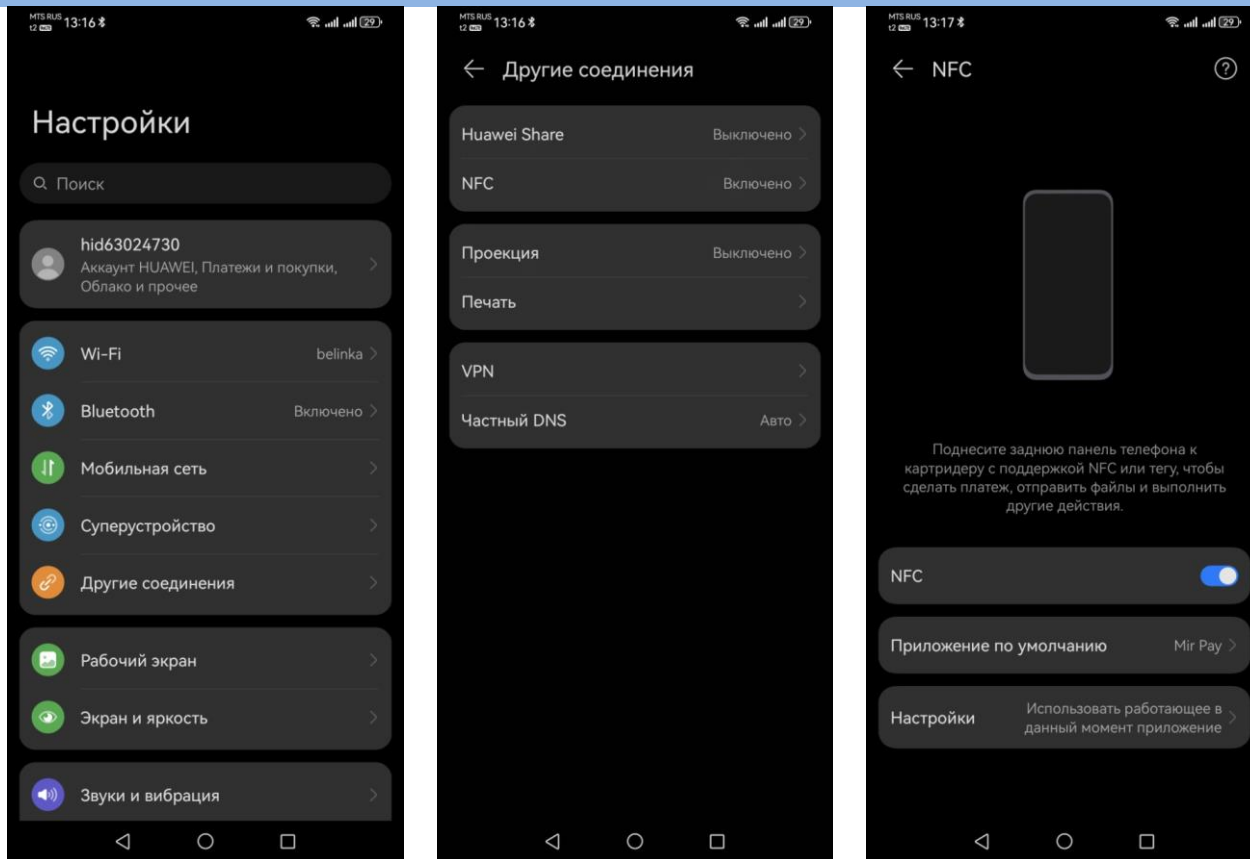 MTS RUS
t2
13:16
29
Настройки
Поиск
hid63024730
Аккаунт HUAWEI, Платежи и покупки,
Облако и прочее
Wi-Fi
belinka
Bluetooth
Включено
Мобильная сеть
Суперустройство
Другие соединения
Рабочий экран
Экран и яркость
Звуки и вибрация
MTS RUS
t2
13:16
29
Другие соединения
Huawei Share
Выключено
NFC
Включено
Проекция
Выключено
Печать
VPN
Частный DNS
Авто
MTS RUS
t2
13:17
29
NFC
?
Поднесите заднюю панель телефона к
картридеру с поддержкой NFC или тегу, чтобы
сделать платеж, отправить файлы и выполнить
другие действия.
NFC
Приложение по умолчанию
Mir Pay
Настройки
Использовать работающее в
данный момент приложение